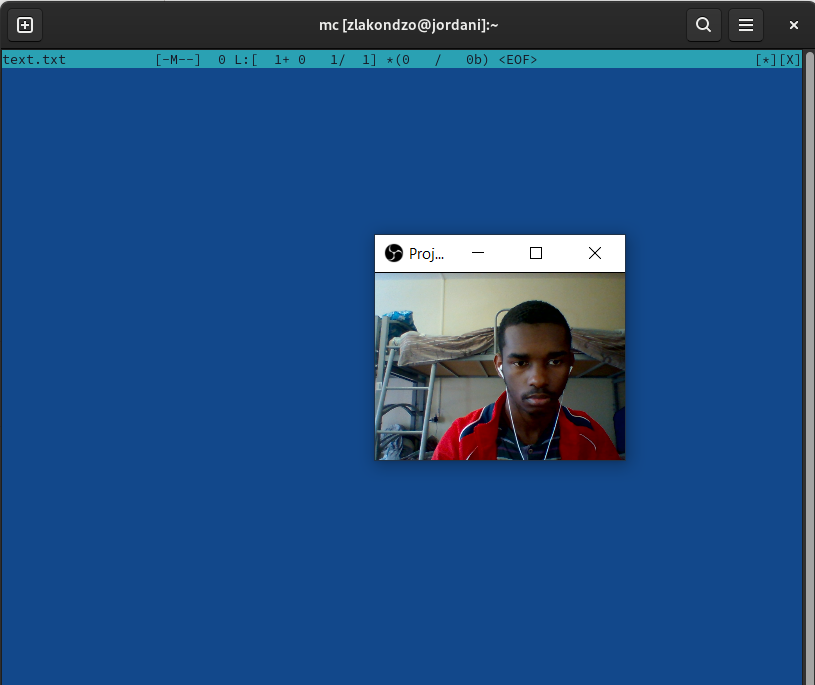 mc [zlakondzo@jordani]:~
text.txt [-M--] 0 L:[ 1+ 0 1/ 1] *(0 / 0b) <EOF> [*][X]
Proj...